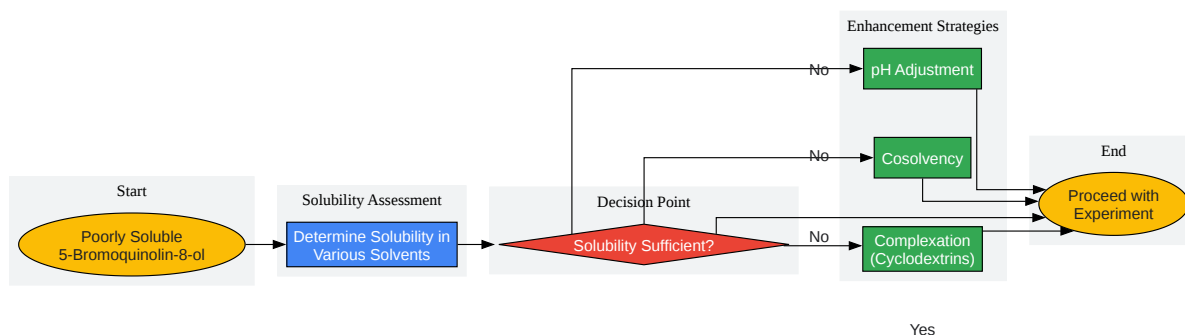 Start
Poorly Soluble
5-Bromoquinolin-8-ol
Solubility Assessment
Determine Solubility in
Various Solvents
Decision Point
Solubility Sufficient?
No
No
No
Enhancement Strategies
pH Adjustment
Cosolvency
Complexation
(Cyclodextrins)
End
Proceed with
Experiment
Yes